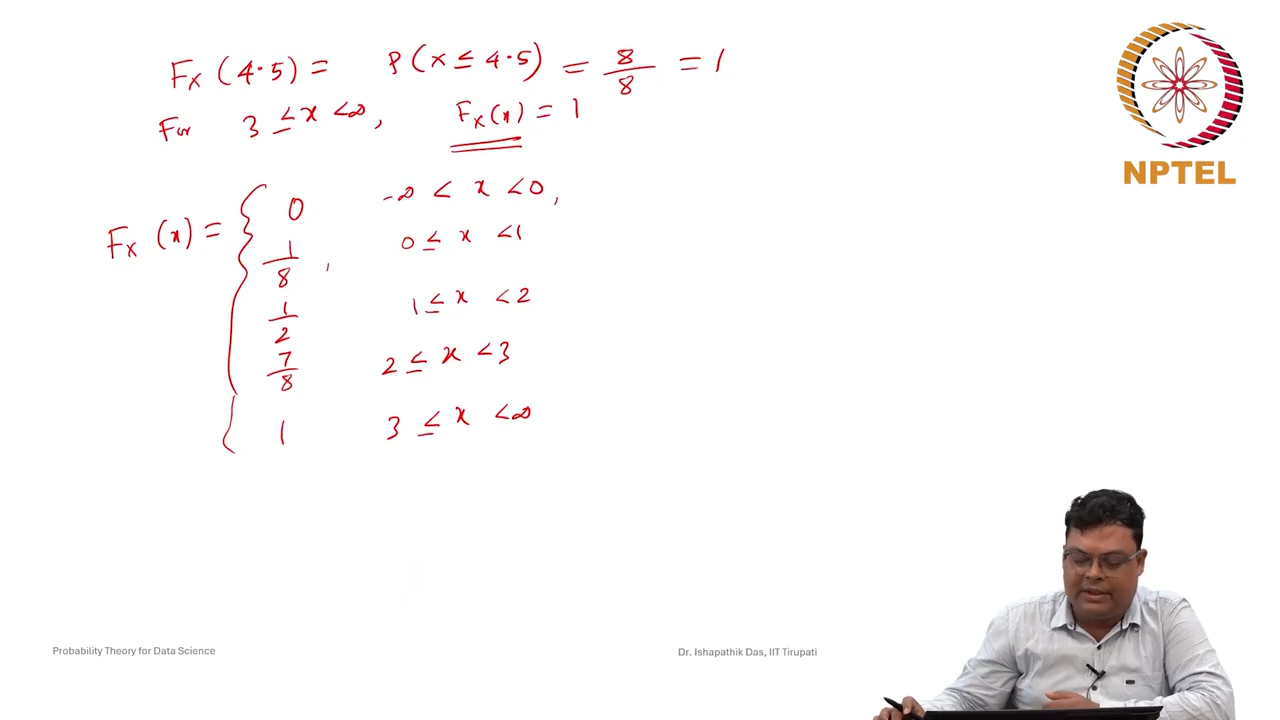 Fx (4.5) = P (x ≤ 4.5) = 8/8 = 1
For 3 ≤ x < ∞, Fx(x) = 1
Fx (x) = { 0 -∞ < x < 0,
1/8 , 0 ≤ x < 1
1/2 1 ≤ x < 2
7/8 2 ≤ x < 3
1 3 ≤ x < ∞
NPTEL
Probability Theory for Data Science
Dr. Ishapathik Das, IIT Tirupati